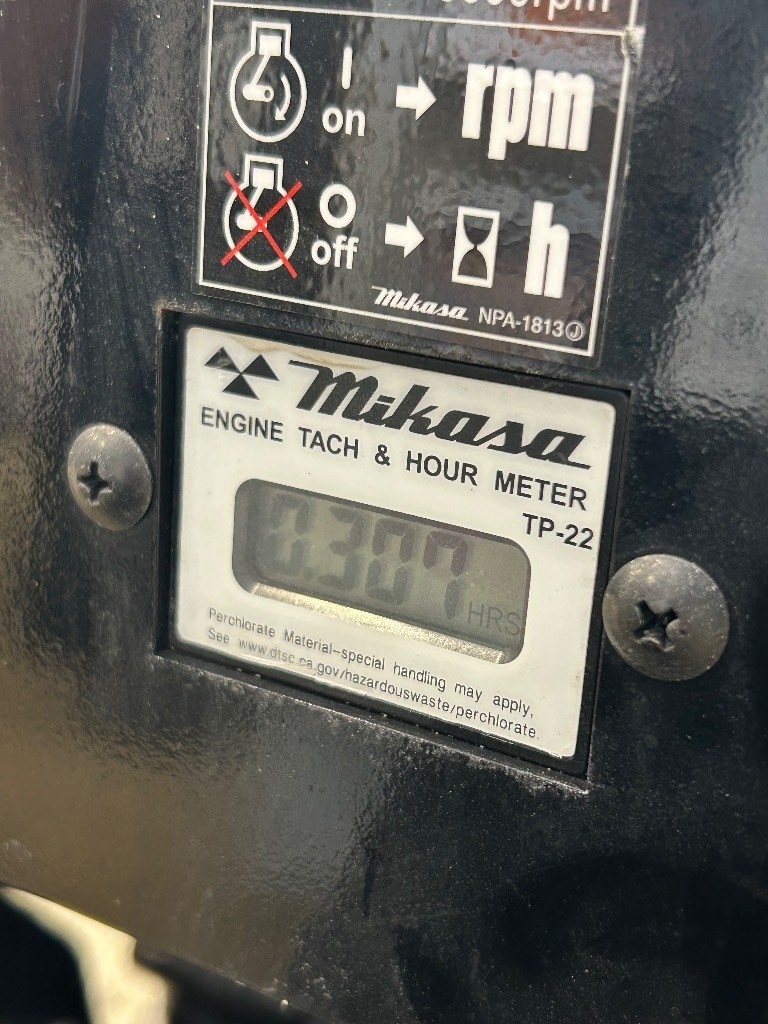 rpm
I
on
rpm
O
off
h
Mikasa NPA-1813 J
Mikasa
ENGINE TACH & HOUR METER
TP-22
0.307 HRS
Perchlorate Material-special handling may apply,
See www.dtsc.ca.gov/hazardouswaste/perchlorate.